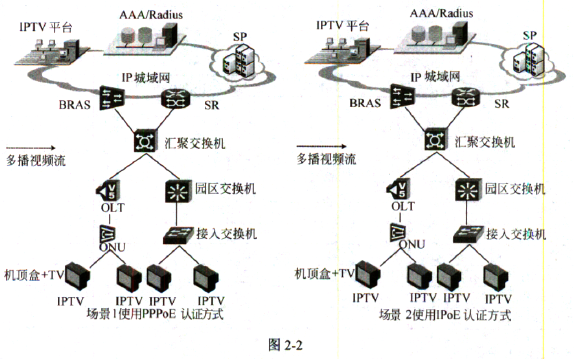 AAA/Radius
IPTV 平台
SP
IP 城域网
BRAS
SR
汇聚交换机
多播视频流
V5
OLT
园区交换机
ONU
接入交换机
机顶盒+TV
IPTV
IPTV
IPTV
IPTV
场景1使用PPPoE 认证方式
AAA/Radius
IPTV 平台
SP
IP 城域网
BRAS
SR
汇聚交换机
多播视频流
V5
OLT
园区交换机
ONU
接入交换机
机顶盒+TV
IPTV
IPTV
IPTV
IPTV
场景 2使用IPoE 认证方式
图 2-2